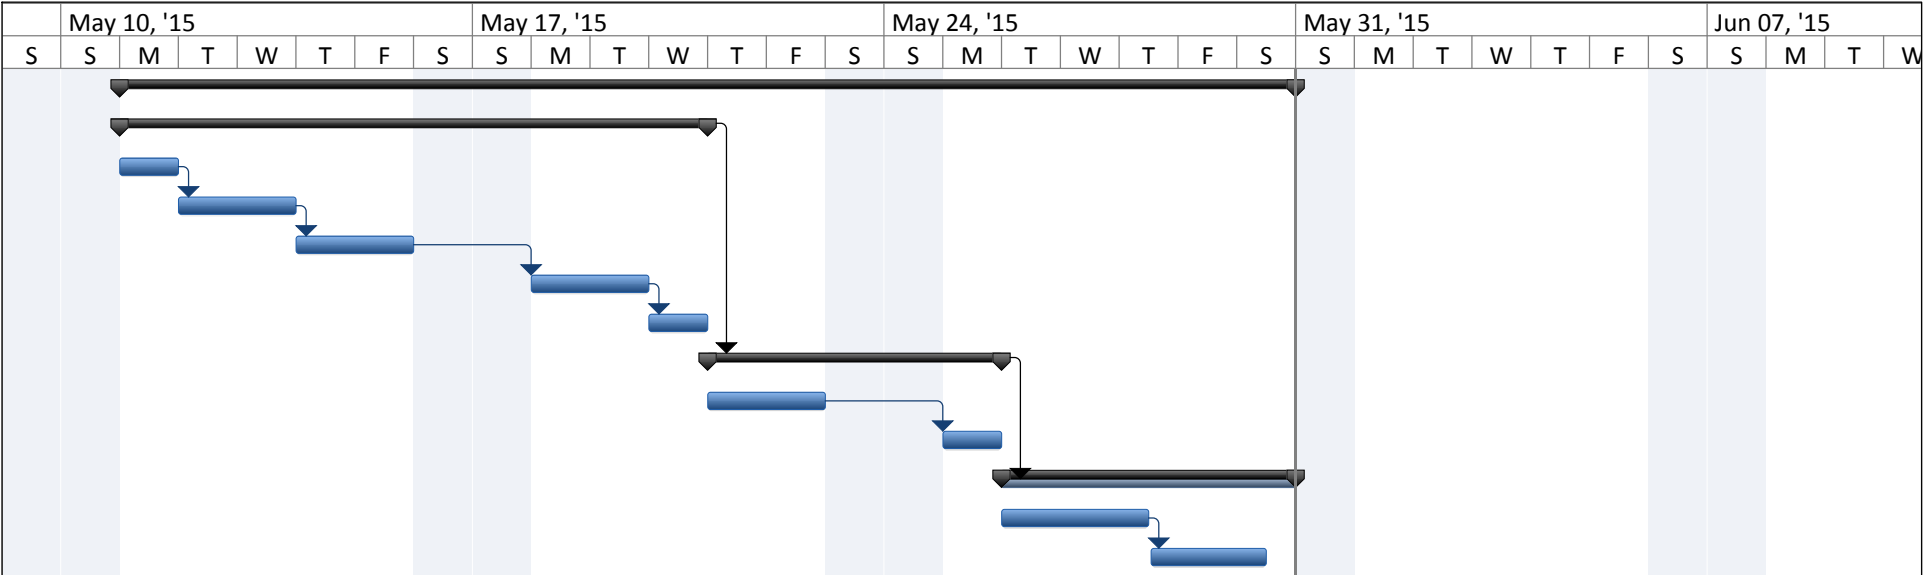 May 10, '15 May 17, '15 May 24, '15 May 31, '15 Jun 07, '15
S S M T W T F S S M T W T F S S M T W T F S S M T W T F S S M T W